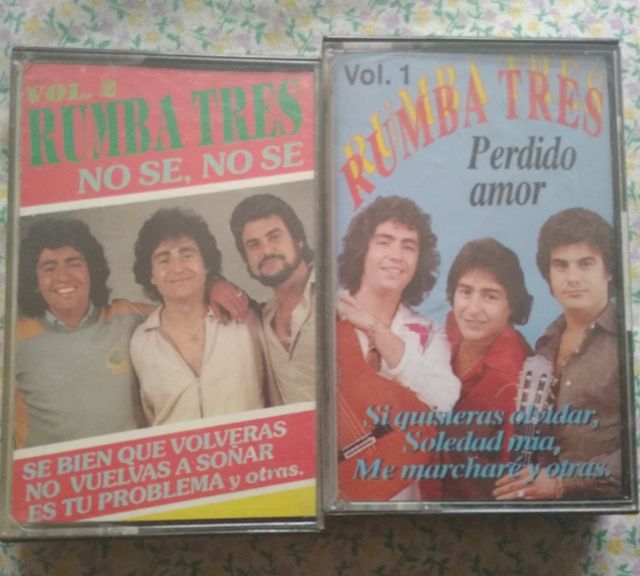 VOL. 2
RUMBA TRES
NO SE, NO SE
SE BIEN QUE VOLVERAS
NO VUELVAS A SOÑAR
ES TU PROBLEMA y otras.
Vol. 1
RUMBA TRES
Perdido
amor
Si quisieras olvidar,
Soledad mia,
Me marcharé y otras.